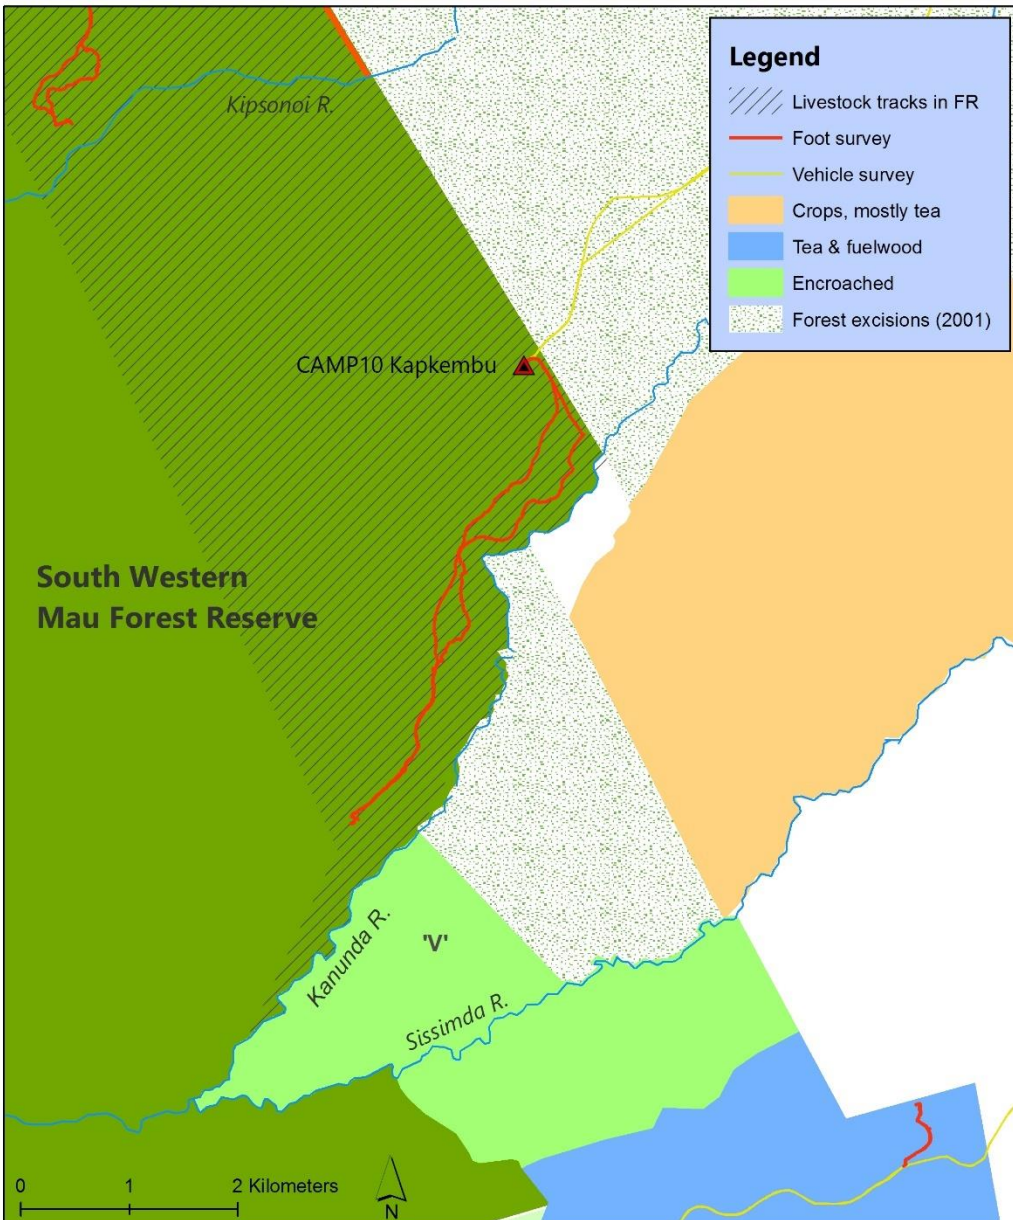 Legend
Livestock tracks in FR
Foot survey
Vehicle survey
Crops, mostly tea
Tea & fuelwood
Encroached
Forest excisions (2001)
Kipsonoi R.
CAMP10 Kapkembu
South Western
Mau Forest Reserve
'V'
Kanunda R.
Sissimda R.
0 1 2 Kilometers
N